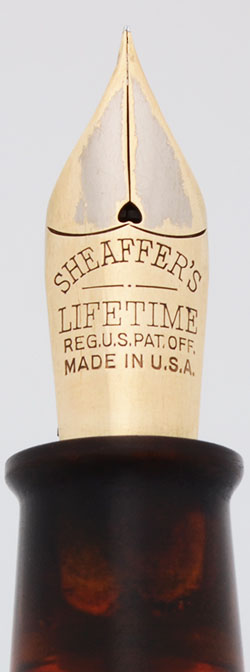 SHEAFFER'S
LIFETIME
REG.U.S.PAT.OFF.
MADE IN U.S.A.